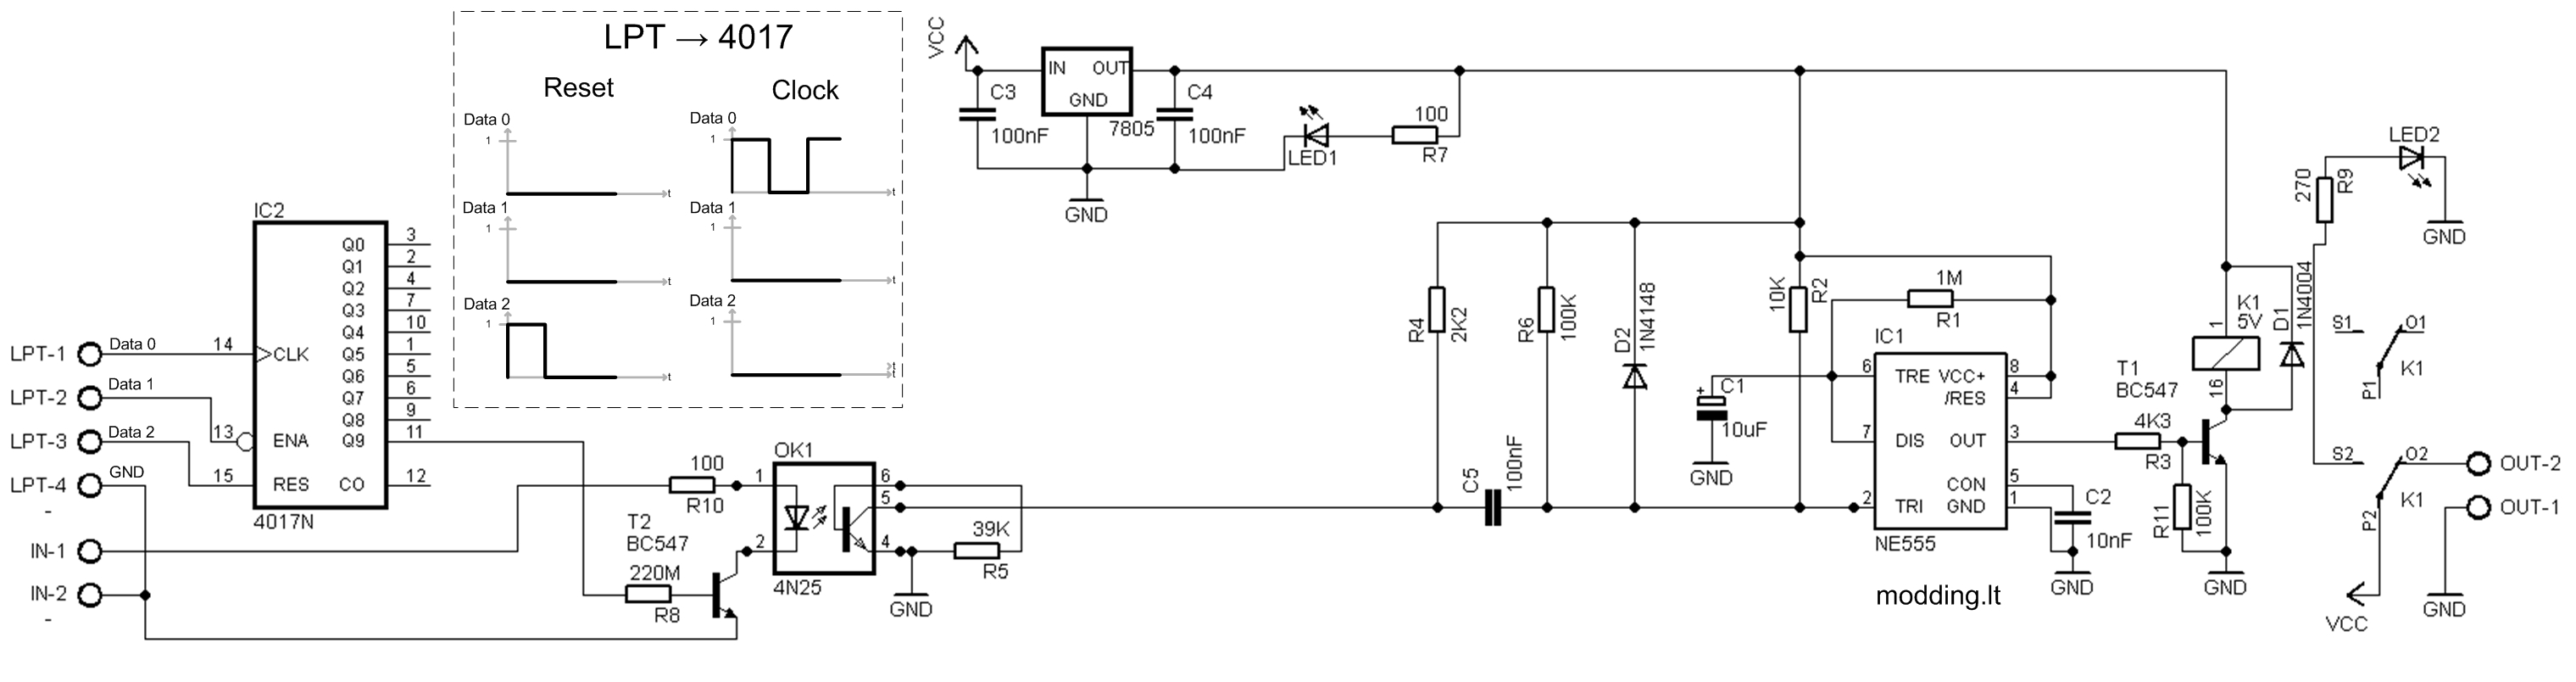 LPT → 4017
Reset
Clock
Data 0
1
t
Data 1
1
t
Data 2
1
t
Data 0
1
t
Data 1
1
t
Data 2
1
t
IC2
CLK
ENA
RES
Q0
Q1
Q2
Q3
Q4
Q5
Q6
Q7
Q8
Q9
CO
3
2
4
7
10
1
5
6
9
11
12
14
13
15
4017N
LPT-1
Data 0
LPT-2
Data 1
LPT-3
Data 2
LPT-4
GND
-
IN-1
IN-2
-
T2
BC547
220M
R8
100
R10
OK1
1
2
6
5
4
4N25
GND
39K
R5
VCC
C3
100nF
IN OUT
GND
7805
C4
100nF
GND
LED1
100
R7
R4
2K2
R6
100K
D2
1N4148
C5
100nF
10K
R2
1M
R1
C1
+
10uF
GND
IC1
6
7
2
TRE VCC+
/RES
DIS OUT
CON
TRI GND
8
4
3
5
1
NE555
C2
10nF
GND
modding.lt
T1
BC547
4K3
R3
R11
100K
GND
K1
5V
1
16
D1
1N4004
270
R9
LED2
GND
S1
O1
P1
K1
S2
O2
P2
K1
VCC
OUT-2
OUT-1
GND